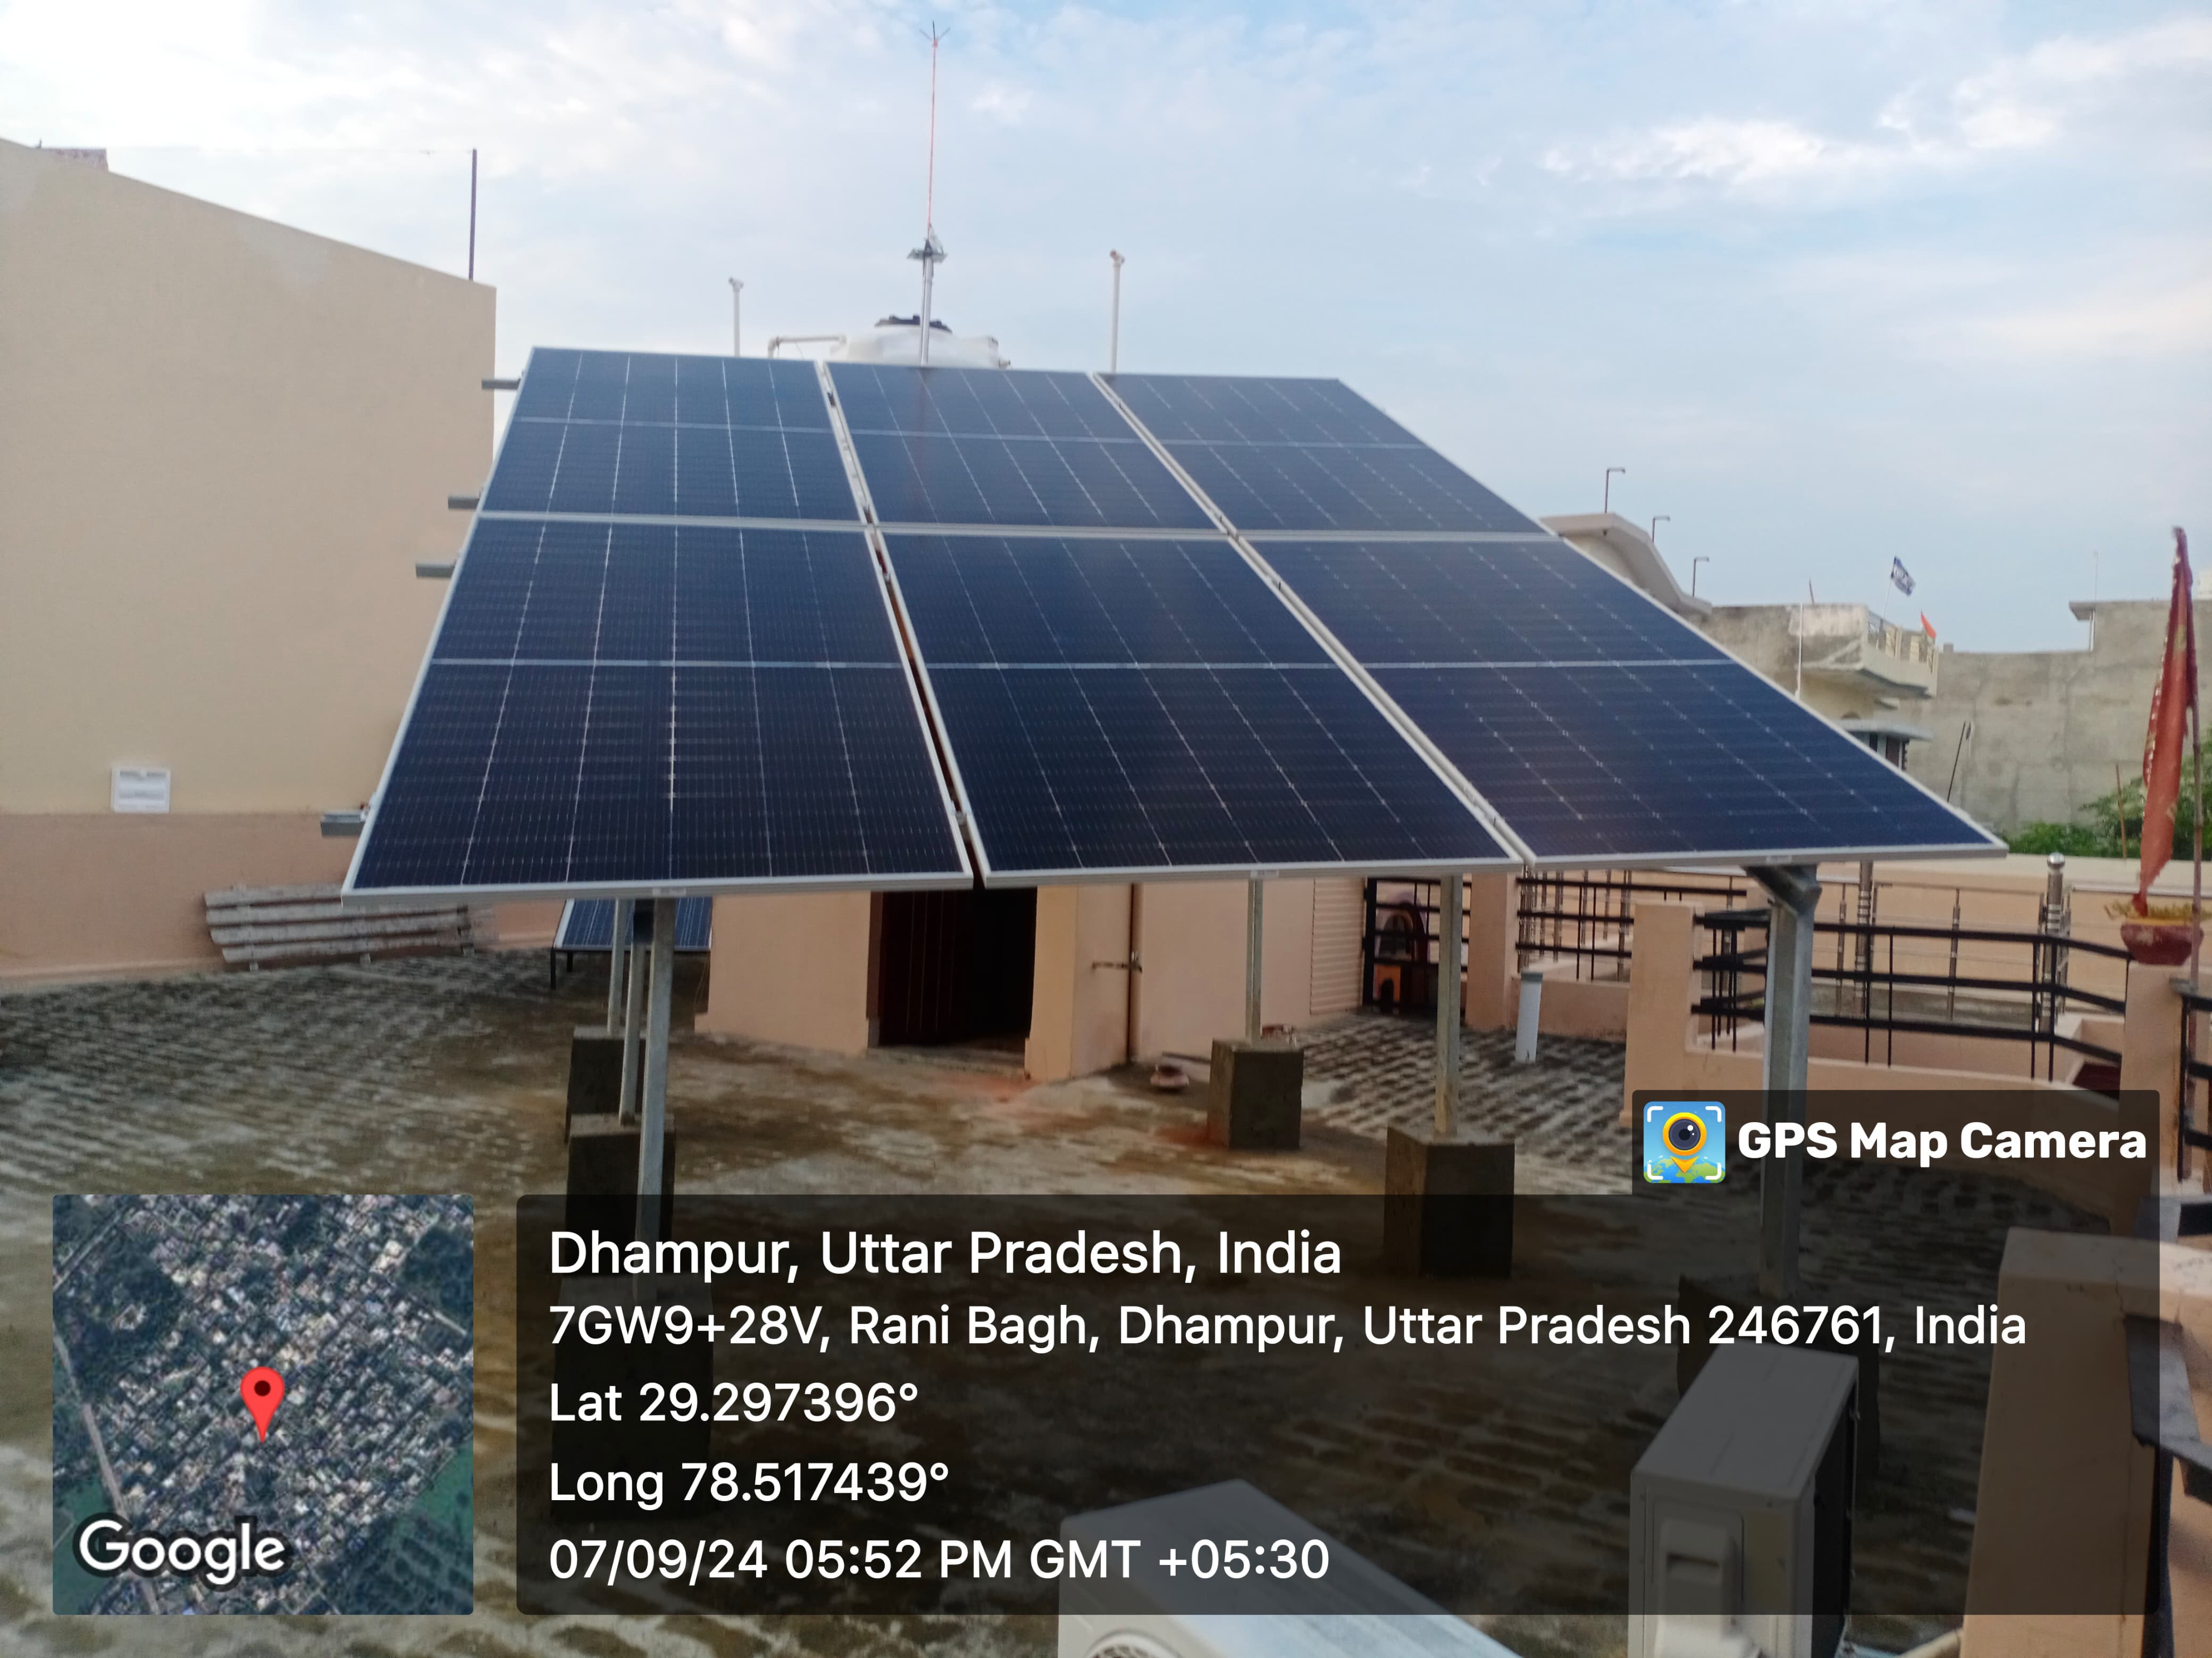 GPS Map Camera
Dhampur, Uttar Pradesh, India
7GW9+28V, Rani Bagh, Dhampur, Uttar Pradesh 246761, India
Lat 29.297396°
Long 78.517439°
07/09/24 05:52 PM GMT +05:30
Google